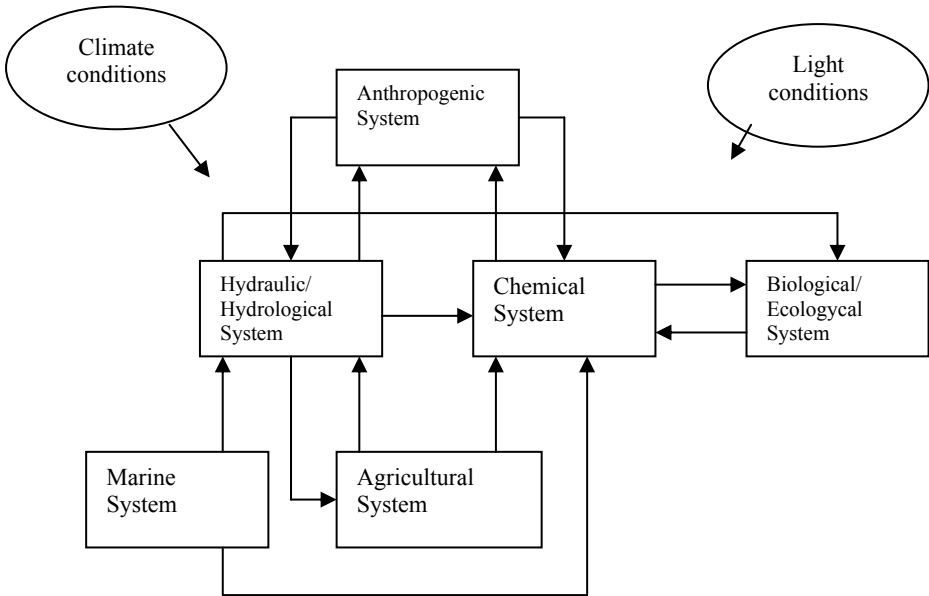 Climate
conditions
Light
conditions
Anthropogenic
System
Hydraulic/
Hydrological
System
Chemical
System
Biological/
Ecologycal
System
Marine
System
Agricultural
System